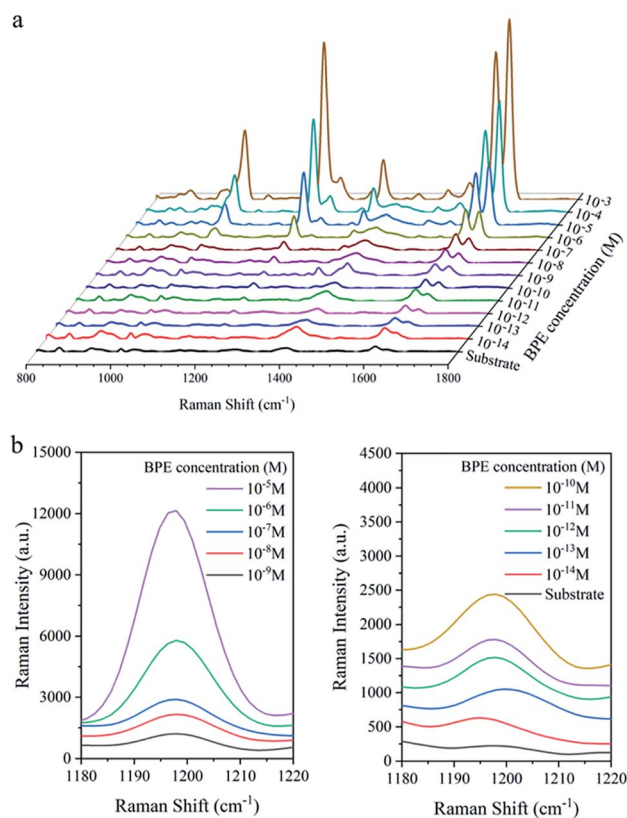 a
10⁻³
10⁻⁴
10⁻⁵
10⁻⁶
10⁻⁷
10⁻⁸
10⁻⁹
10⁻¹⁰
10⁻¹¹
10⁻¹²
10⁻¹³
10⁻¹⁴
Substrate
BPE concentration (M)
800 1000 1200 1400 1600 1800
Raman Shift (cm⁻¹)
b
15000
12000
9000
6000
3000
0
Raman Intensity (a.u.)
BPE concentration (M)
10⁻⁵M
10⁻⁶M
10⁻⁷M
10⁻⁸M
10⁻⁹M
1180 1190 1200 1210 1220
Raman Shift (cm⁻¹)
4500
4000
3500
3000
2500
2000
1500
1000
500
0
Raman Intensity (a.u.)
BPE concentration (M)
10⁻¹⁰M
10⁻¹¹M
10⁻¹²M
10⁻¹³M
10⁻¹⁴M
Substrate
1180 1190 1200 1210 1220
Raman Shift (cm⁻¹)